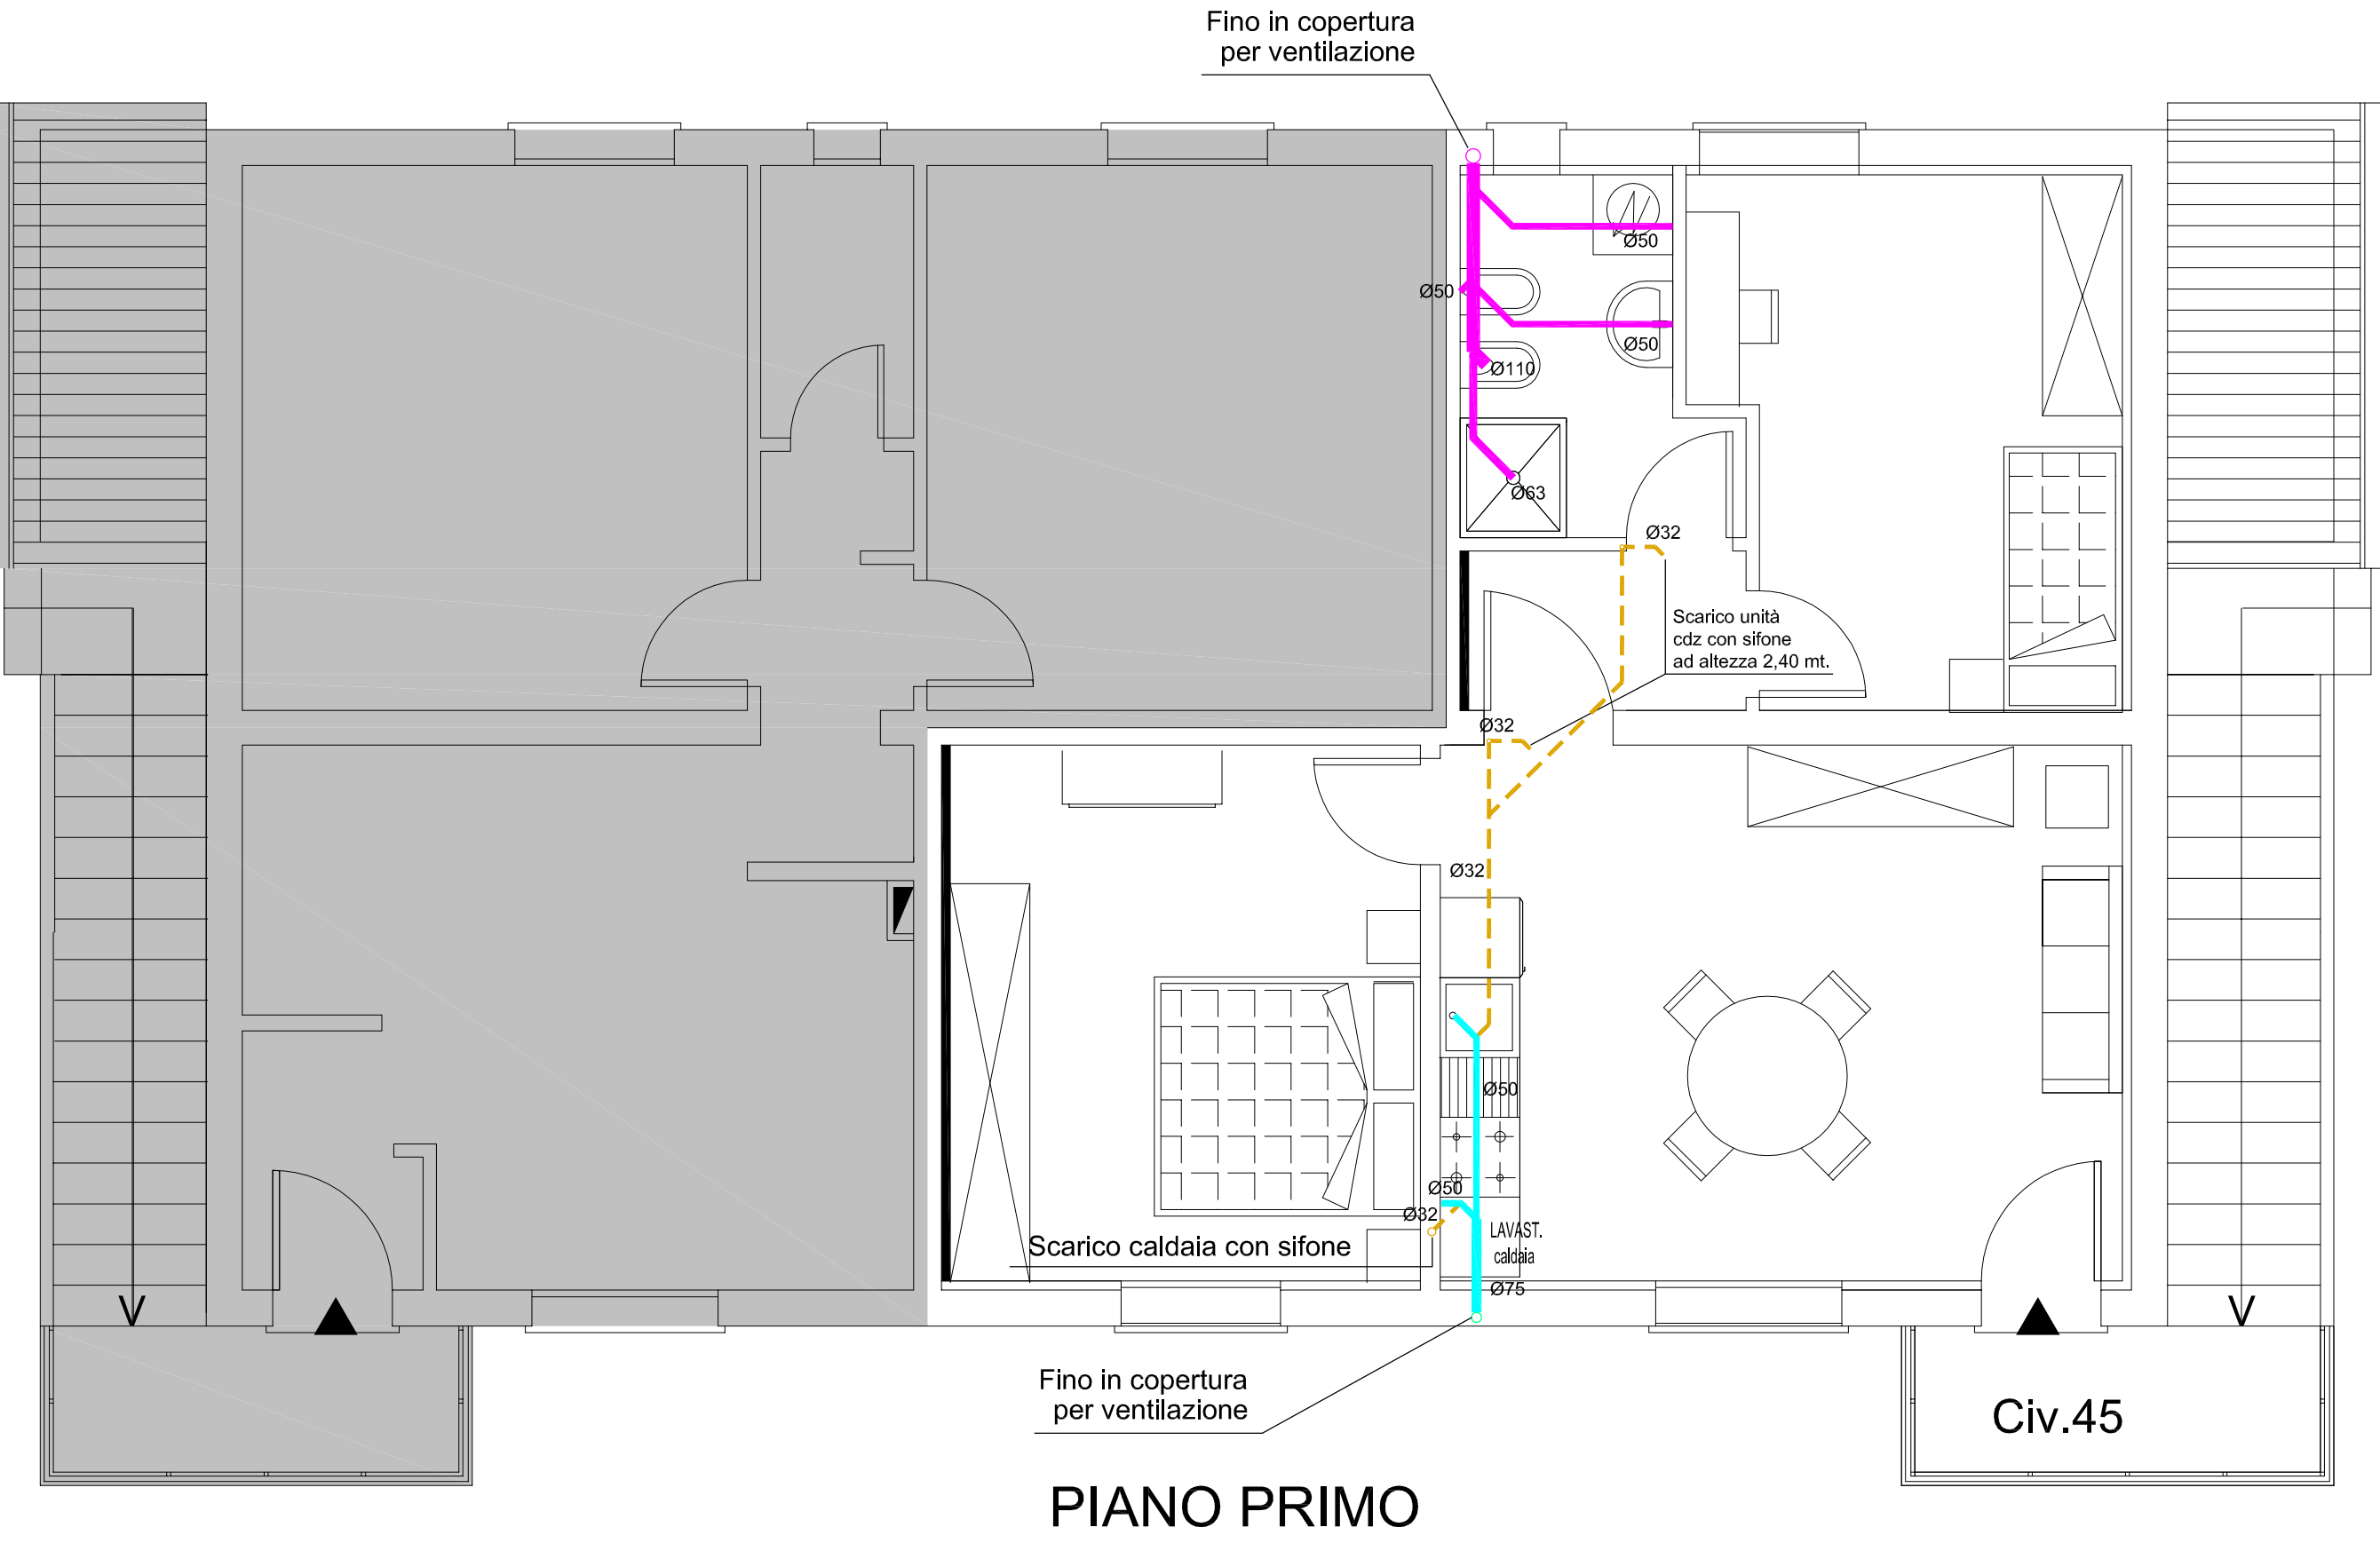 Fino in copertura
per ventilazione
Ø50
Ø50
Ø50
Ø110
Ø63
Ø32
Scarico unità
cdz con sifone
ad altezza 2,40 mt.
Ø32
Ø32
Ø50
Ø50
Ø32
LAVAST.
caldaia
Scarico caldaia con sifone
Ø75
V
V
Fino in copertura
per ventilazione
Civ.45
PIANO PRIMO